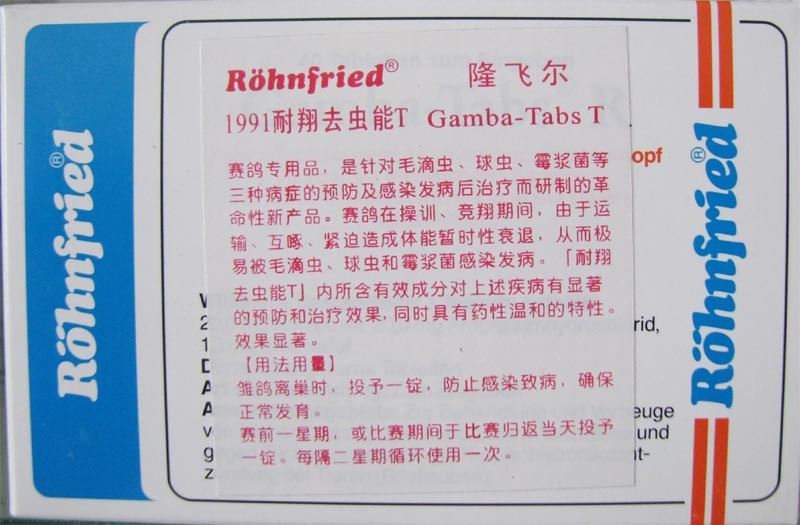 Röhnfried®
Röhnfried® 隆飞尔
1991耐翔去虫能T Gamba-Tabs T
赛鸽专用品，是针对毛滴虫、球虫、霉浆菌等
三种病症的预防及感染发病后治疗而研制的革
命性新产品。赛鸽在操训、竞翔期间，由于运
输、互啄、紧迫造成体能暂时性衰退，从而极
易被毛滴虫、球虫和霉浆菌感染发病。「耐翔
去虫能T」内所含有效成分对上述疾病有显著
的预防和治疗效果，同时具有药性温和的特性。
效果显著。
【用法用量】
雏鸽离巢时，投予一锭，防止感染致病，确保
正常发育。
赛前一星期，或比赛期间于比赛归返当天投予
一锭。每隔二星期循环使用一次。
opf
rid,
euge
und
t-
Röhnfried®